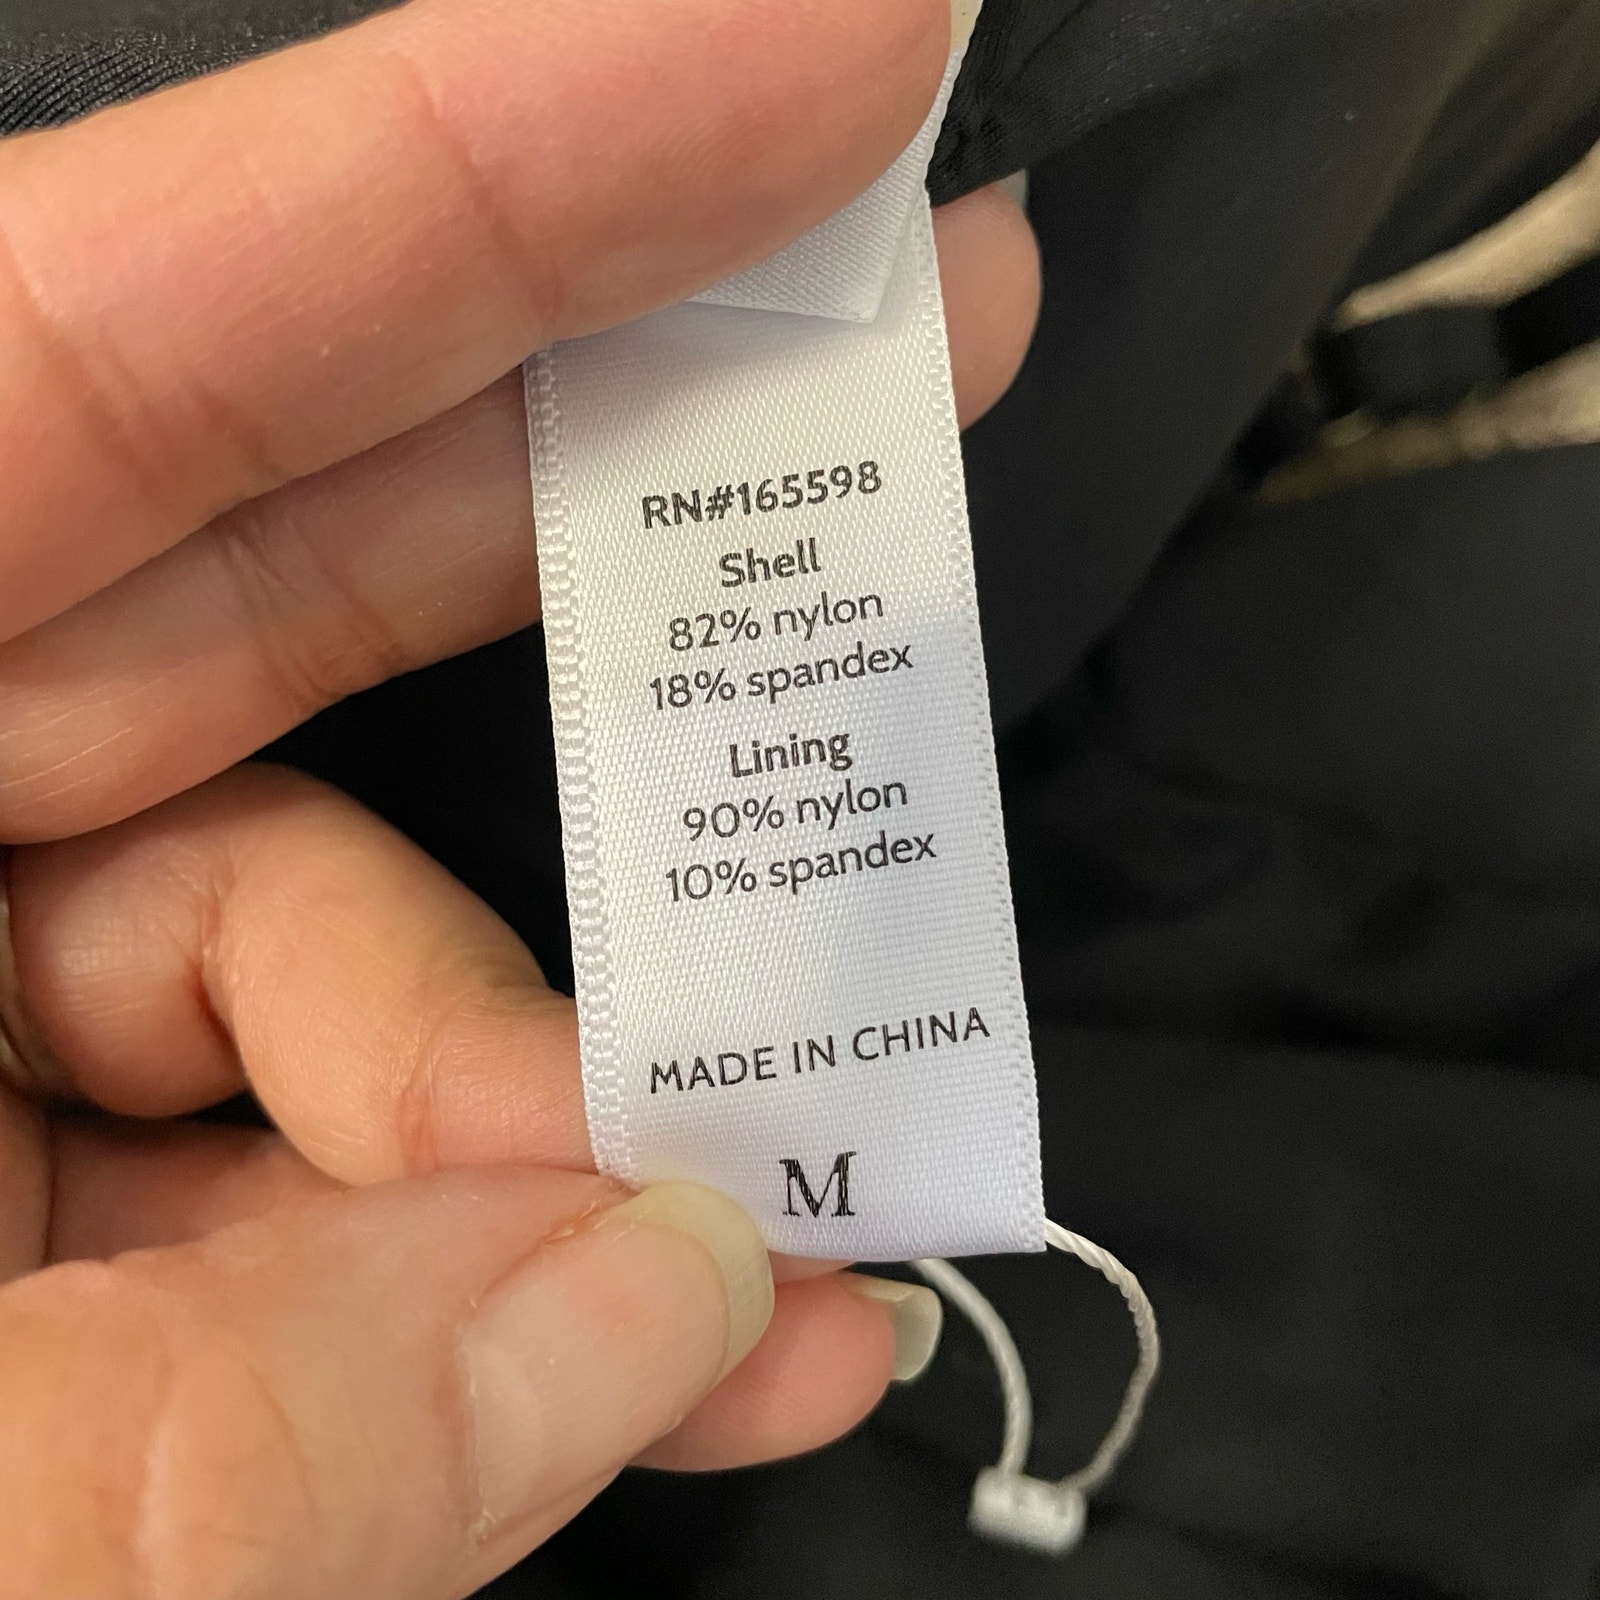 RN#165598
Shell
82% nylon
18% spandex
Lining
90% nylon
10% spandex
MADE IN CHINA
M